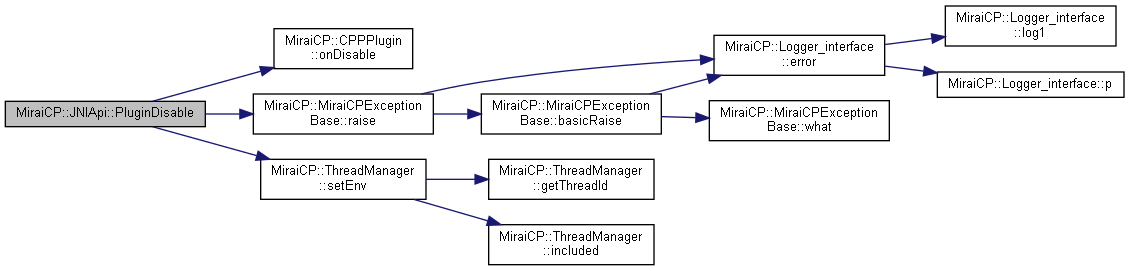 MiraiCP::JNIApi::PluginDisable
MiraiCP::CPPPlugin
::onDisable
MiraiCP::MiraiCPException
Base::raise
MiraiCP::ThreadManager
::setEnv
MiraiCP::MiraiCPException
Base::basicRaise
MiraiCP::ThreadManager
::getThreadId
MiraiCP::ThreadManager
::included
MiraiCP::Logger_interface
::error
MiraiCP::MiraiCPException
Base::what
MiraiCP::Logger_interface
::log1
MiraiCP::Logger_interface::p